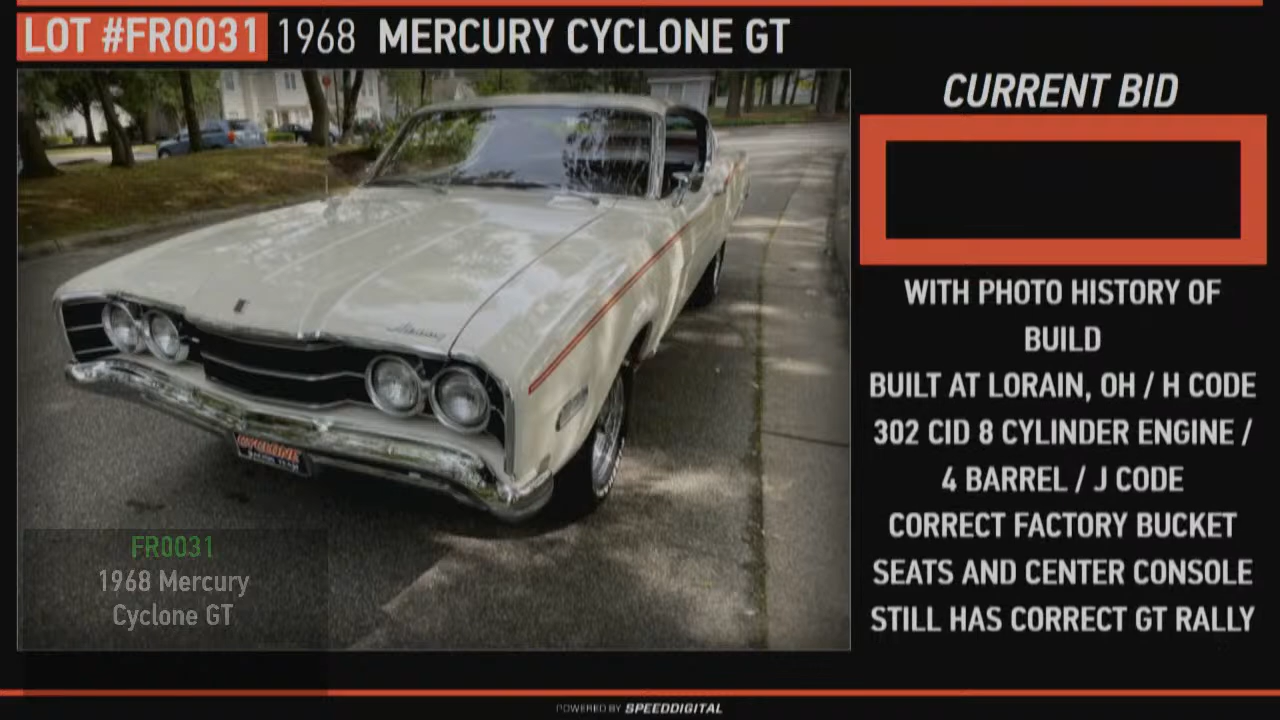 LOT #FR0031 1968 MERCURY CYCLONE GT
CURRENT BID
WITH PHOTO HISTORY OF
BUILD
BUILT AT LORAIN, OH / H CODE
302 CID 8 CYLINDER ENGINE /
4 BARREL / J CODE
CORRECT FACTORY BUCKET
SEATS AND CENTER CONSOLE
STILL HAS CORRECT GT RALLY
Mercury
CYCLONE
FR0031
1968 Mercury
Cyclone GT
POWERED BY SPEEDDIGITAL